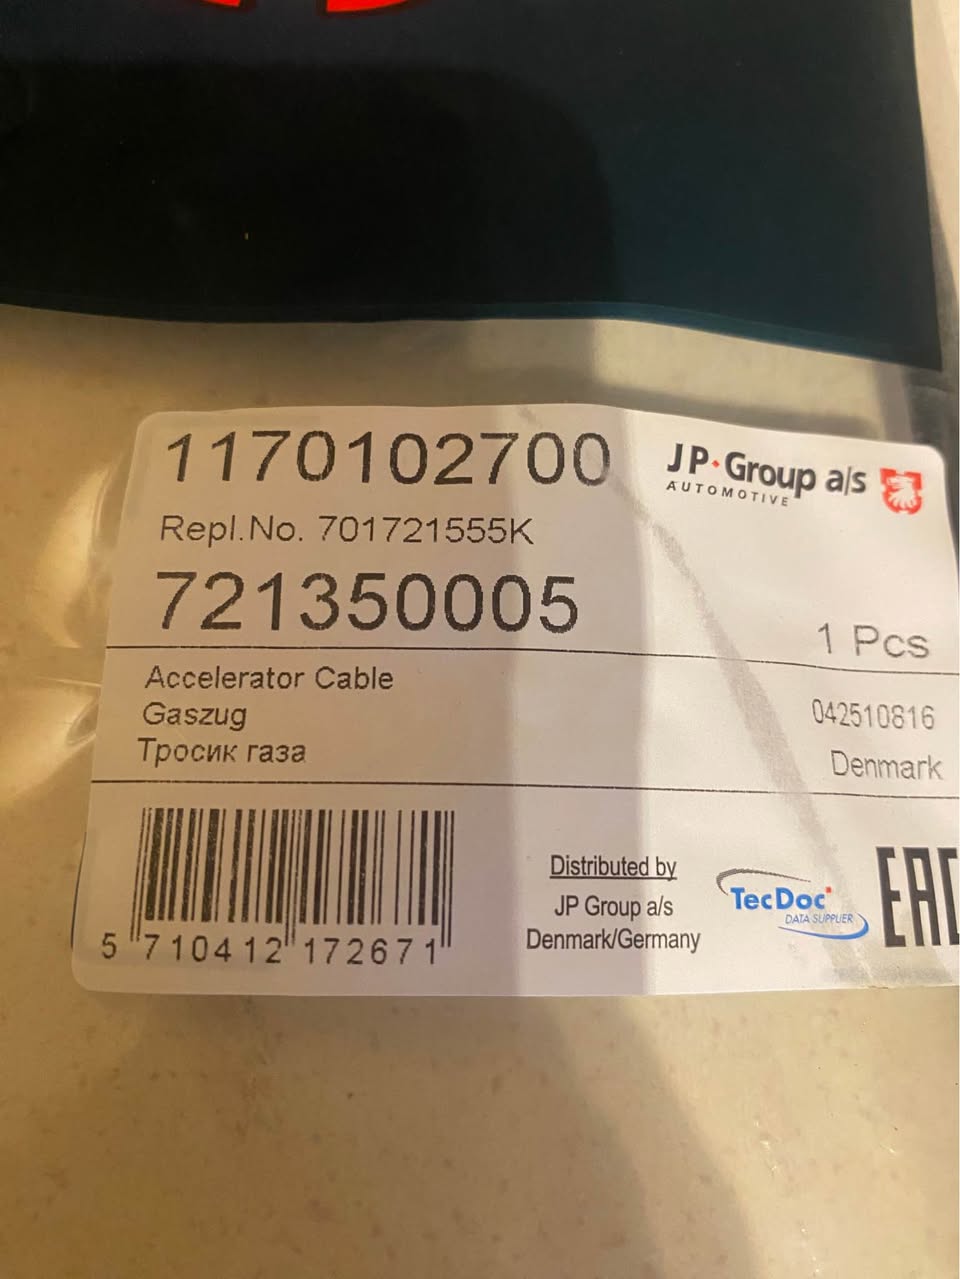 1170102700
JP Group a/s
AUTOMOTIVE
Repl.No. 701721555K
721350005
1 Pcs
Accelerator Cable
Gaszug
Тросик газа
042510816
Denmark
5 710412 172671
Distributed by
JP Group a/s
Denmark/Germany
TecDoc
DATA SUPPLIER
EAC